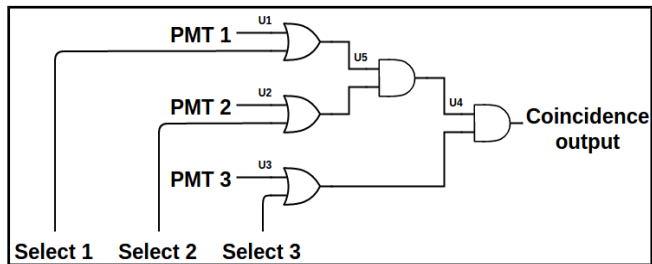 U1
PMT 1
U5
U2
PMT 2
U4
Coincidence
output
U3
PMT 3
Select 1 Select 2 Select 3